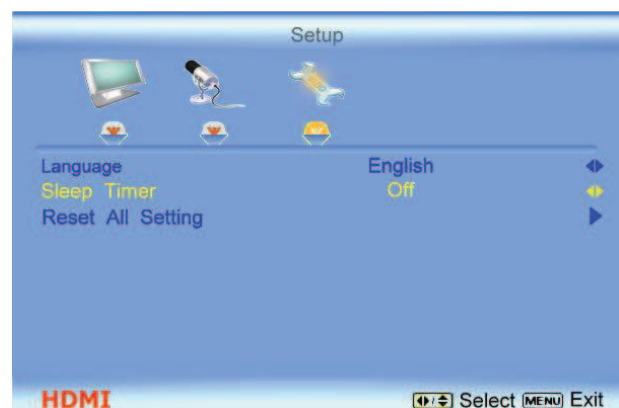 Setup
Language English
Sleep Timer Off
Reset All Setting
HDMI Select MENU Exit